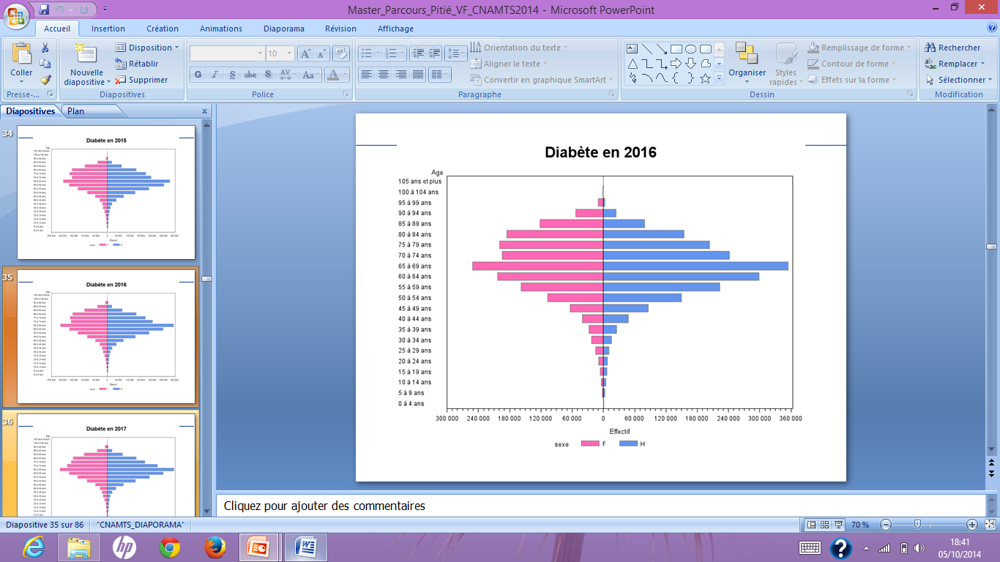 Master_Parcours_Pitié_VF_CNAMTS2014 - Microsoft PowerPoint
Accueil Insertion Création Animations Diaporama Révision Affichage
Coller
Presse-...
Nouvelle diapositive
Disposition
Rétablir
Supprimer
Diapositives
10
G I S abc S AV Aa A
Police
Paragraphe
Orientation du texte
Aligner le texte
Convertir en graphique SmartArt
Organiser
Styles rapides
Remplissage de forme
Contour de forme
Effets sur la forme
Dessin
Rechercher
Remplacer
Sélectionner
Modification
Diapositives Plan x
34
Diabète en 2015
35
Diabète en 2016
36
Diabète en 2017
Diabète en 2016
Age
105 ans et plus
100 à 104 ans
95 à 99 ans
90 à 94 ans
85 à 89 ans
80 à 84 ans
75 à 79 ans
70 à 74 ans
65 à 69 ans
60 à 64 ans
55 à 59 ans
50 à 54 ans
45 à 49 ans
40 à 44 ans
35 à 39 ans
30 à 34 ans
25 à 29 ans
20 à 24 ans
15 à 19 ans
10 à 14 ans
5 à 9 ans
0 à 4 ans
300 000 240 000 180 000 120 000 60 000 0 60 000 120 000 180 000 240 000 300 000 360 000
Effectif
sexe F H
Cliquez pour ajouter des commentaires
Diapositive 35 sur 86 "CNAMTS_DIAPORAMA" 70 %
18:41
05/10/2014